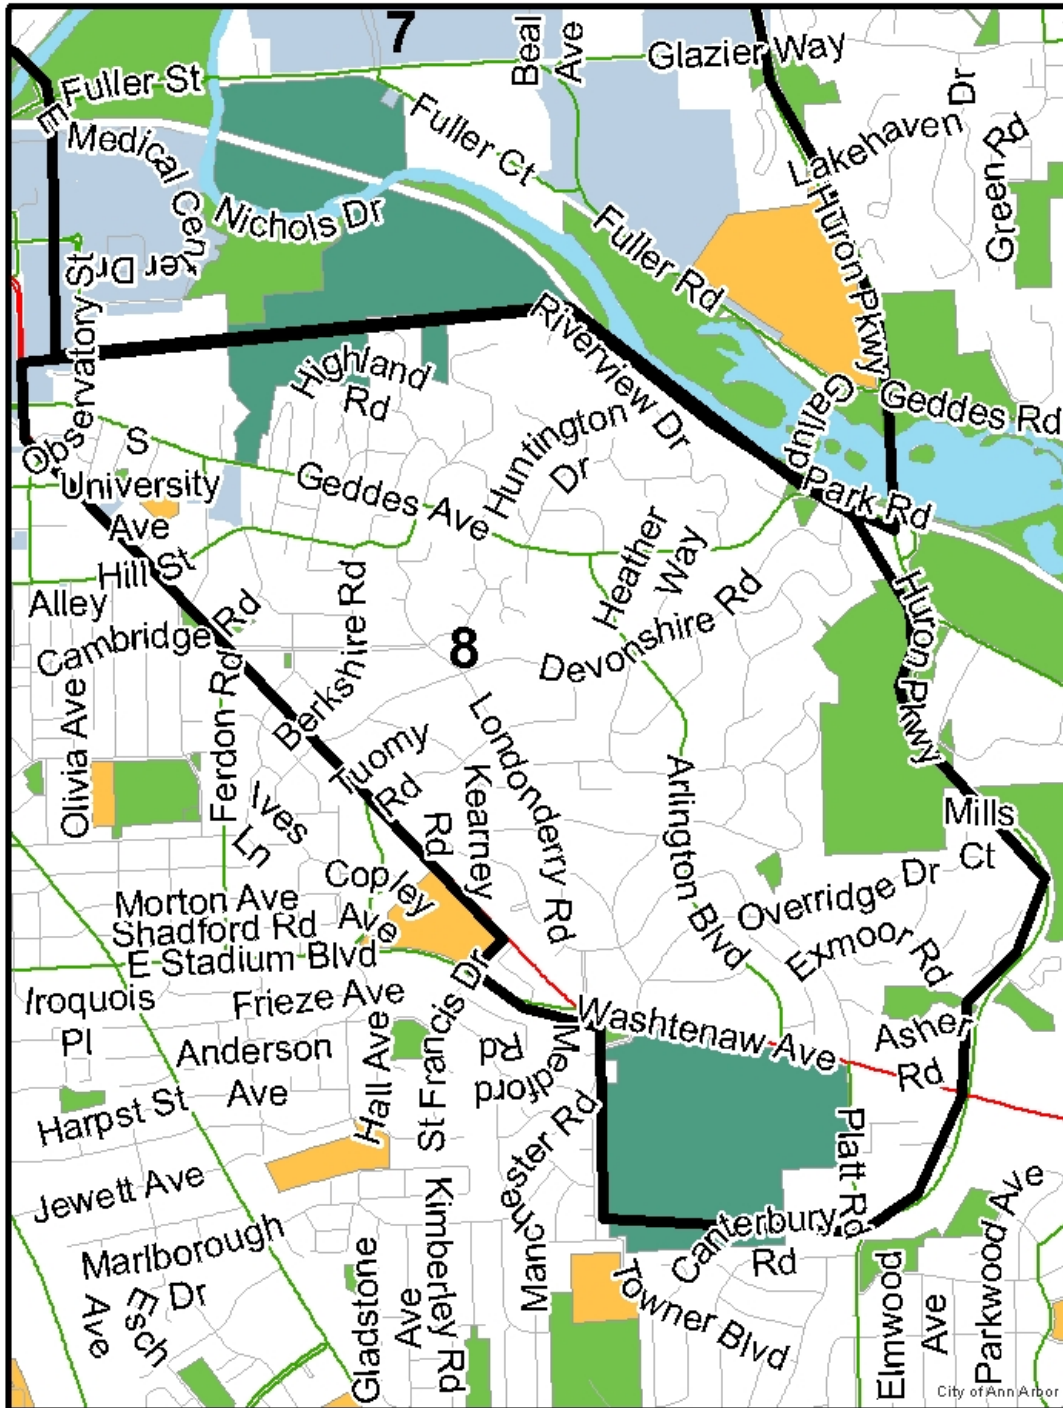 7
Beal
Ave
Glazier Way
Fuller St
E
Medical Cent
er Dr
Fuller Ct
Lakehaven Dr
Green Rd
Nichols Dr
Fuller Rd
Huron Pkwy
Observatory St
Riverview Dr
Highland
Rd
Gallup
Park Rd
Geddes Rd
Huntington
Dr
S
University
Ave
Geddes Ave
Hill St
Alley
Heather
Way
Devonshire Rd
Huron Pkwy
Cambridge Rd
Berkshire Rd
8
Olivia Ave
Ferdon Rd
Tuomy
Rd
Londonderry Rd
Kearney
Rd
Arlington Blvd
Ives
Ln
Mills
Ct
Copley
Ave
Morton Ave
Shadford Rd
E Stadium Blvd
Overridge Dr
Exmoor Rd
Iroquois
Pl
Frieze Ave
St Francis Dr
Washtenaw Ave
Asher
Rd
Anderson
Ave
Hall Ave
Medford
Rd
Harpst St
Manchester Rd
Platt Rd
Jewett Ave
Kimberley Rd
Marlborough
Dr
Canterbury
Rd
Esch
Ave
Gladstone
Ave
Towner Blvd
Elmwood
Ave
Parkwood Ave
City of Ann Arbor